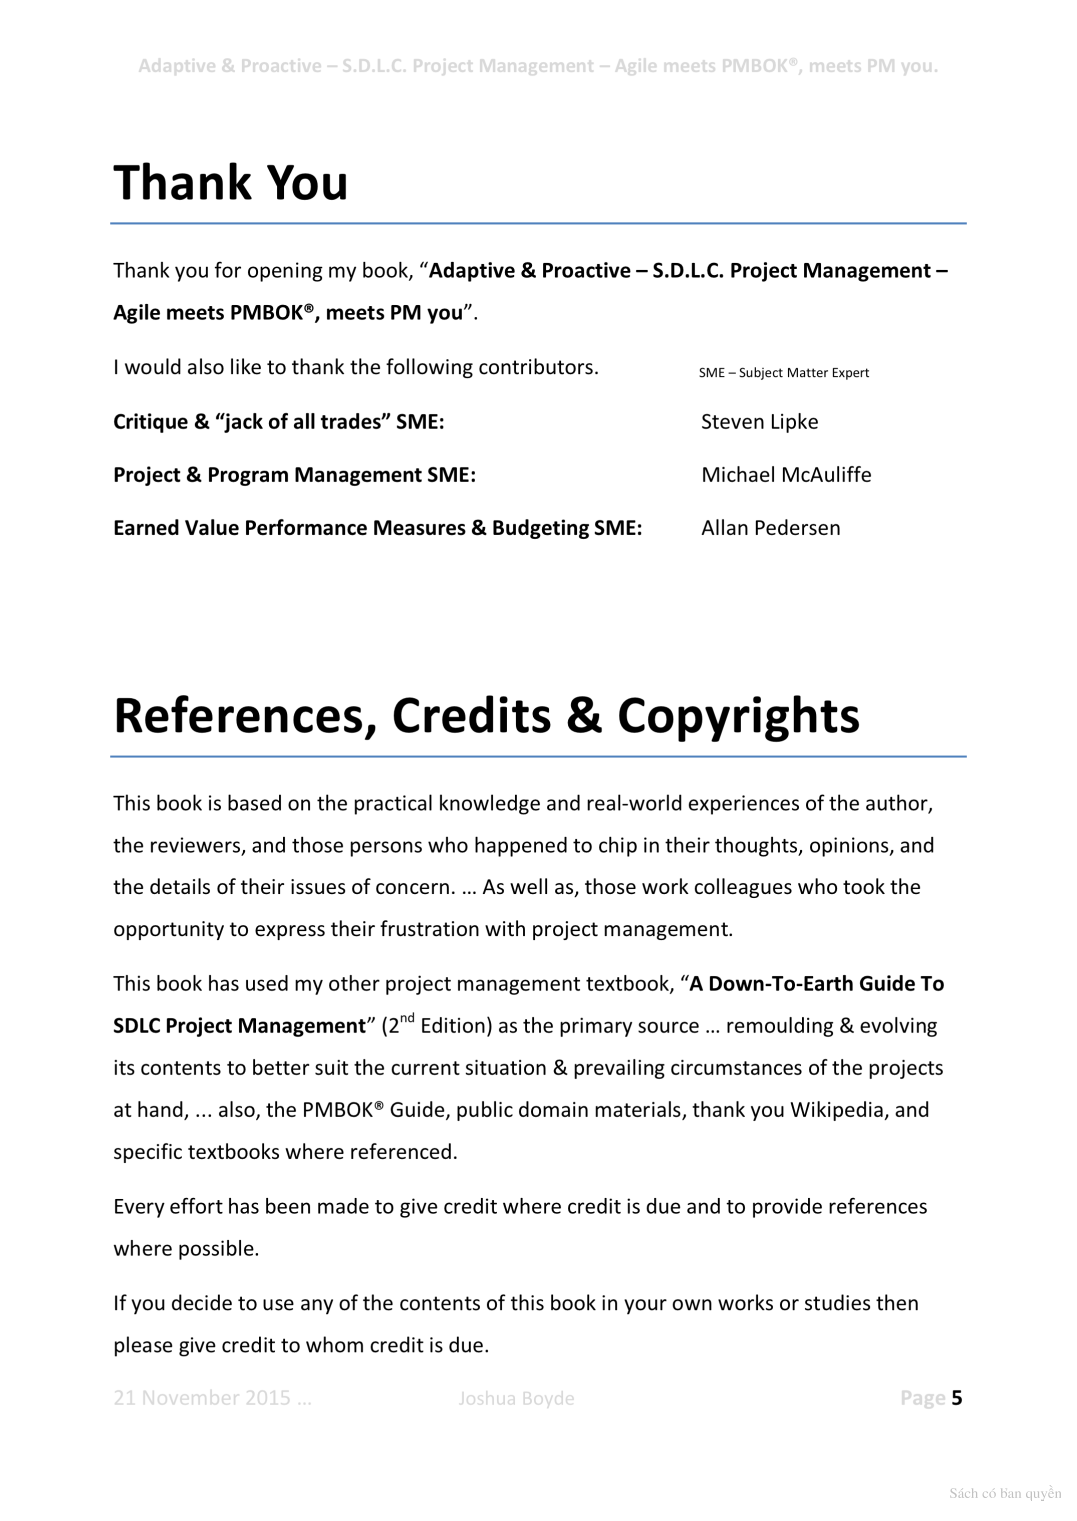 Adaptive & Proactive – S.D.L.C. Project Management – Agile meets PMBOK®, meets PM you.
Thank You
Thank you for opening my book, “Adaptive & Proactive – S.D.L.C. Project Management –
Agile meets PMBOK®, meets PM you”.
I would also like to thank the following contributors. SME – Subject Matter Expert
Critique & “jack of all trades” SME: Steven Lipke
Project & Program Management SME: Michael McAuliffe
Earned Value Performance Measures & Budgeting SME: Allan Pedersen
References, Credits & Copyrights
This book is based on the practical knowledge and real-world experiences of the author,
the reviewers, and those persons who happened to chip in their thoughts, opinions, and
the details of their issues of concern. … As well as, those work colleagues who took the
opportunity to express their frustration with project management.
This book has used my other project management textbook, “A Down-To-Earth Guide To
SDLC Project Management” (2nd Edition) as the primary source … remoulding & evolving
its contents to better suit the current situation & prevailing circumstances of the projects
at hand, ... also, the PMBOK® Guide, public domain materials, thank you Wikipedia, and
specific textbooks where referenced.
Every effort has been made to give credit where credit is due and to provide references
where possible.
If you decide to use any of the contents of this book in your own works or studies then
please give credit to whom credit is due.
21 November 2015 … Joshua Boyde Page 5
Sách có bản quyền